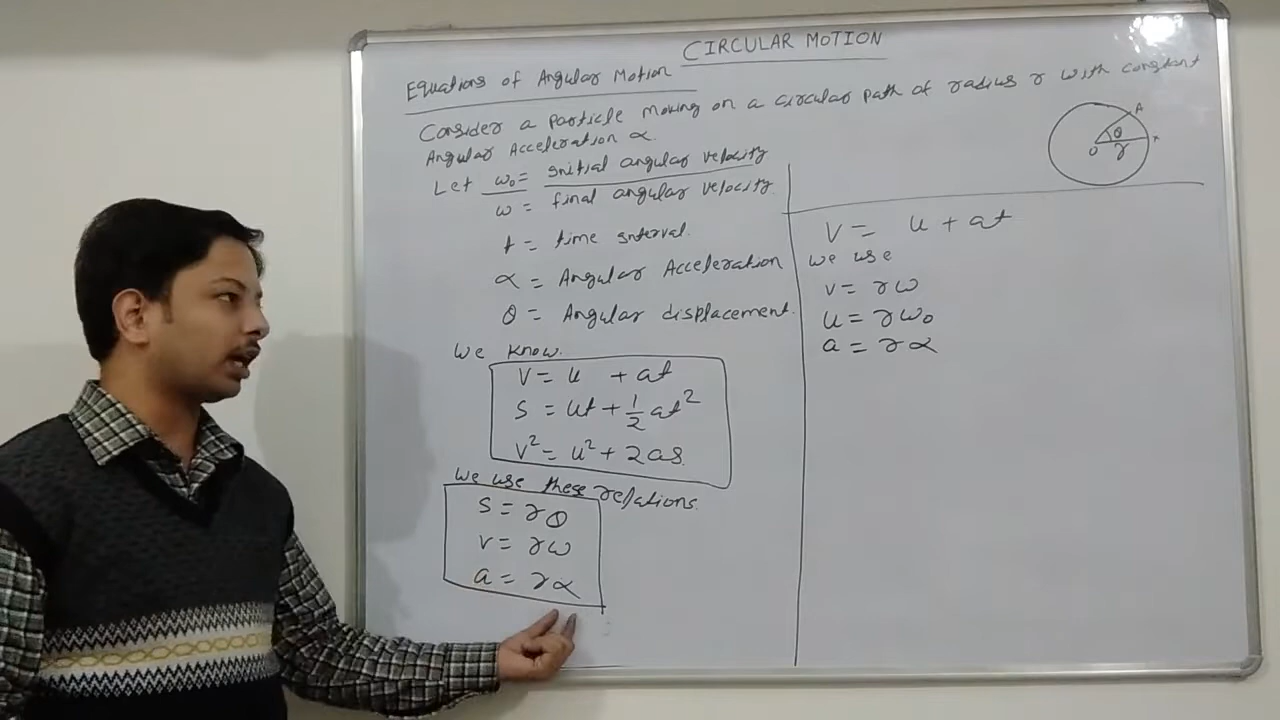 CIRCULAR MOTION
Equations of Angular Motion
Consider a particle moving on a circular path of radius r with constant
Angular Acceleration α.
Let ω₀ = Initial angular velocity
ω = final angular velocity.
t = time interval.
α = Angular Acceleration
θ = Angular displacement.
We know.
V = u + at
S = ut + 1/2 at²
V² = u² + 2as.
We use these relations.
S = rθ
v = rω
a = rα
A
θ
O
r
x
V = u + at
We use
v = rω
u = rω₀
a = rα